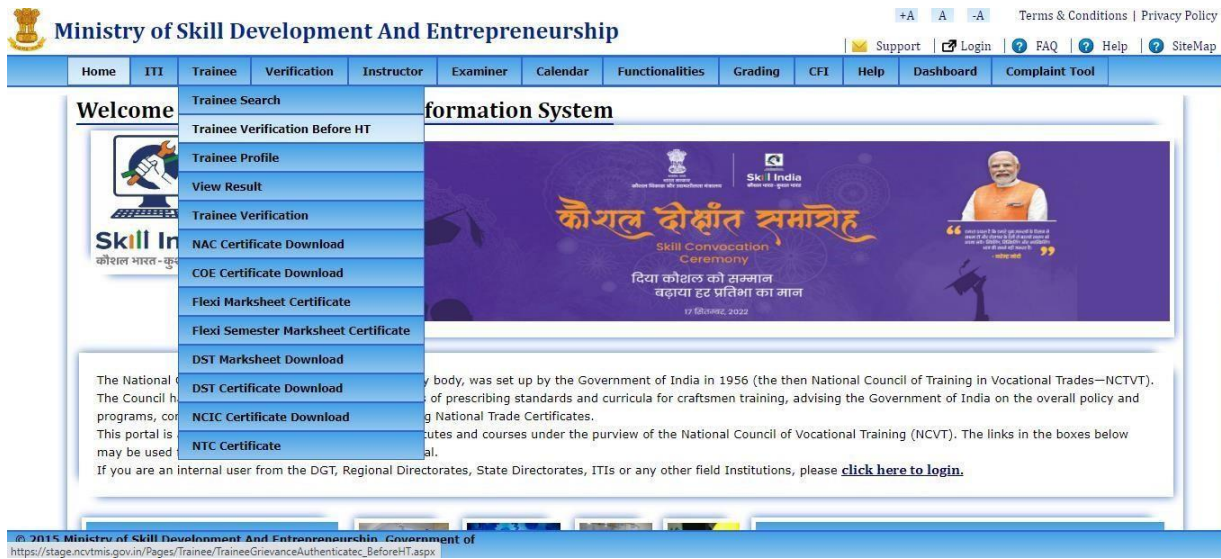 +A A -A Terms & Conditions | Privacy Policy
Ministry of Skill Development And Entrepreneurship
Support | Login | FAQ | Help | SiteMap
Home ITI Trainee Verification Instructor Examiner Calendar Functionalities Grading CFI Help Dashboard Complaint Tool
Welcome formation System
Trainee Search
Trainee Verification Before HT
Trainee Profile
View Result
Trainee Verification
NAC Certificate Download
COE Certificate Download
Flexi Marksheet Certificate
Flexi Semester Marksheet Certificate
DST Marksheet Download
DST Certificate Download
NCIC Certificate Download
NTC Certificate
Skill In
कौशल भारत-कु
Skill India
कौशल दीक्षांत समारोह
Skill Convocation
Ceremony
दिया कौशल को सम्मान
बढ़ाया हर प्रतिभा का मान
17 सितम्बर, 2022
The National C y body, was set up by the Government of India in 1956 (the then National Council of Training in Vocational Trades—NCTVT).
The Council h of prescribing standards and curricula for craftsmen training, advising the Government of India on the overall policy and
programs, con g National Trade Certificates.
This portal is utes and courses under the purview of the National Council of Vocational Training (NCVT). The links in the boxes below
may be used al.
If you are an internal user from the DGT, Regional Directorates, State Directorates, ITIs or any other field Institutions, please click here to login.
© 2015 Ministry of Skill Development And Entrepreneurship, Government of
https://stage.ncvtmis.gov.in/Pages/Trainee/TraineeGrievanceAuthenticatec_BeforeHT.aspx